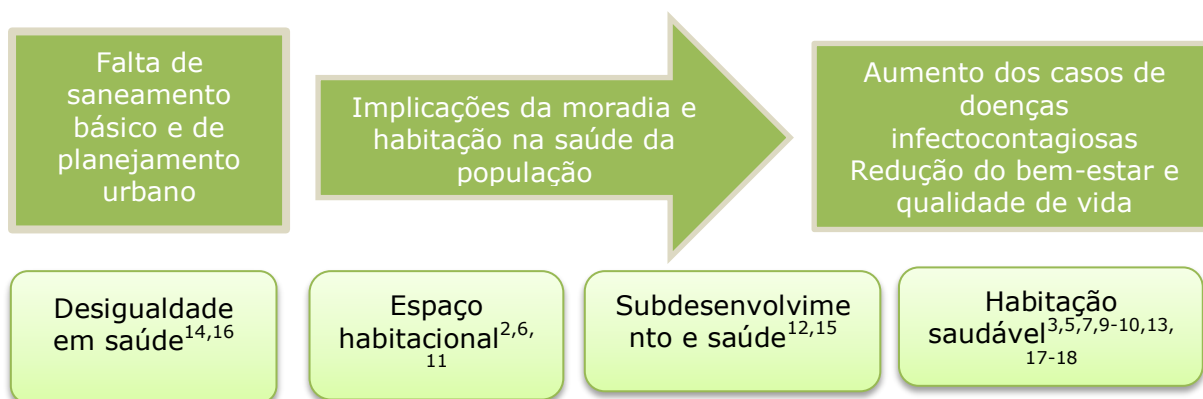 Falta de
saneamento
básico e de
planejamento
urbano
Implicações da moradia e
habitação na saúde da
população
Aumento dos casos de
doenças
infectocontagiosas
Redução do bem-estar e
qualidade de vida
Desigualdade
em saúde14,16
Espaço
habitacional2,6,
11
Subdesenvolvime
nto e saúde12,15
Habitação
saudável3,5,7,9-10,13,
17-18